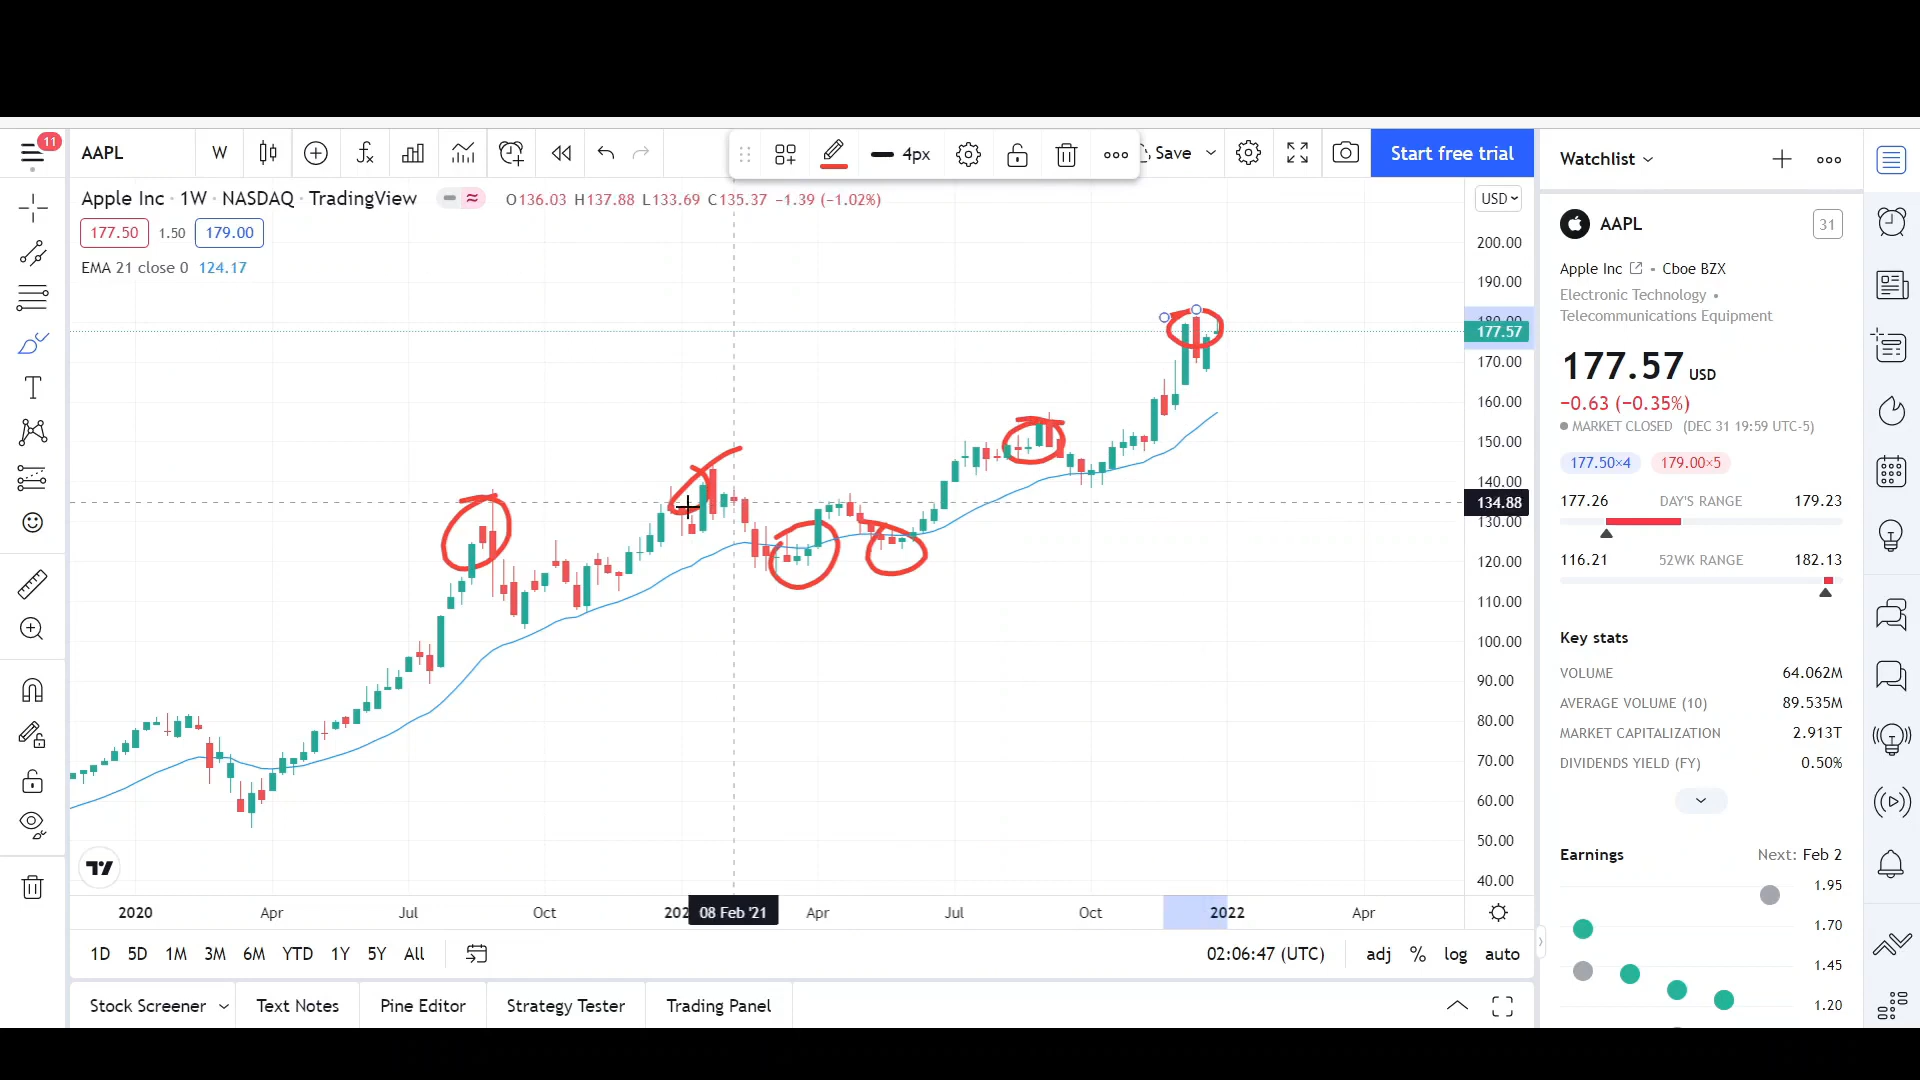 11
AAPL
W
4px
Save
Start free trial
Watchlist
Apple Inc · 1W · NASDAQ · TradingView
O136.03 H137.88 L133.69 C135.37 −1.39 (−1.02%)
USD
177.50 1.50 179.00
EMA 21 close 0 124.17
200.00
190.00
180.00
177.57
170.00
160.00
150.00
140.00
134.88
130.00
120.00
110.00
100.00
90.00
80.00
70.00
60.00
50.00
40.00
2020 Apr Jul Oct 202 08 Feb '21 Apr Jul Oct 2022 Apr
1D 5D 1M 3M 6M YTD 1Y 5Y All
02:06:47 (UTC) adj % log auto
Stock Screener Text Notes Pine Editor Strategy Tester Trading Panel
AAPL
31
Apple Inc • Cboe BZX
Electronic Technology •
Telecommunications Equipment
177.57 USD
−0.63 (−0.35%)
MARKET CLOSED (DEC 31 19:59 UTC-5)
177.50×4 179.00×5
177.26 DAY'S RANGE 179.23
116.21 52WK RANGE 182.13
Key stats
VOLUME 64.062M
AVERAGE VOLUME (10) 89.535M
MARKET CAPITALIZATION 2.913T
DIVIDENDS YIELD (FY) 0.50%
Earnings Next: Feb 2
1.95
1.70
1.45
1.20